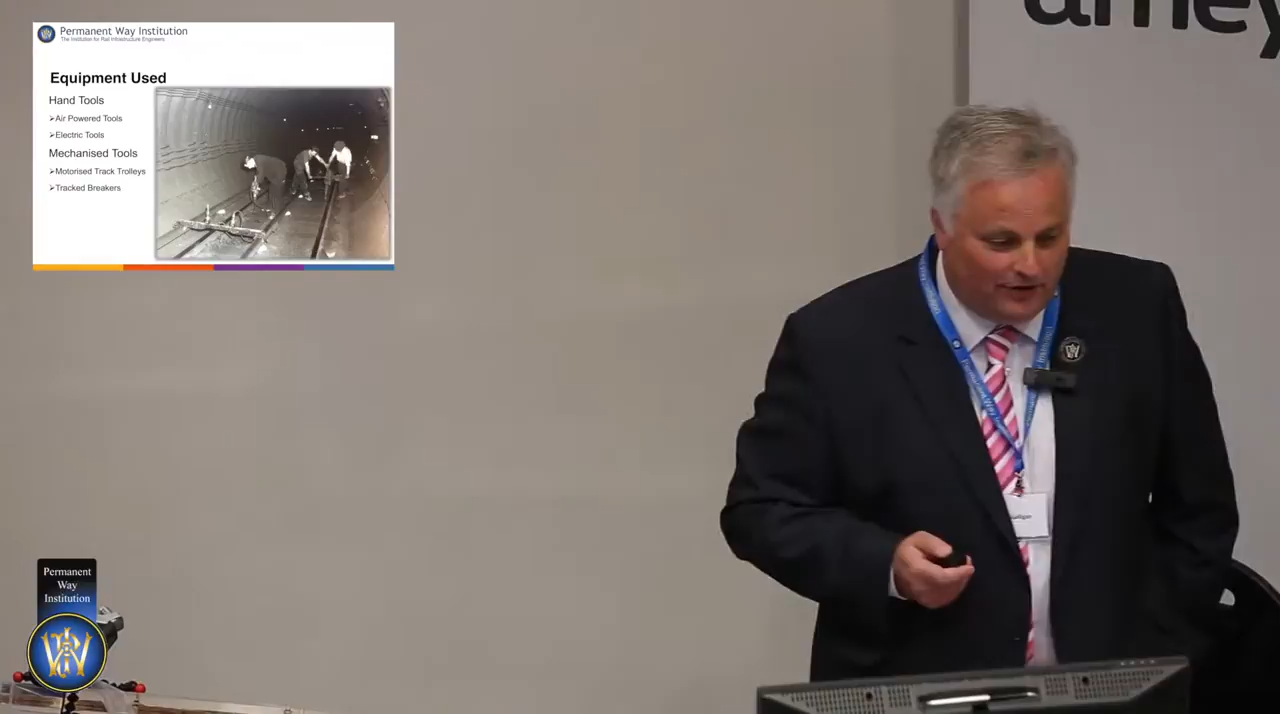 Permanent Way Institution
The Institution for Rail Infrastructure Engineers
Equipment Used
Hand Tools
➢Air Powered Tools
➢Electric Tools
Mechanised Tools
➢Motorised Track Trolleys
➢Tracked Breakers
amey
Permanent
Way
Institution